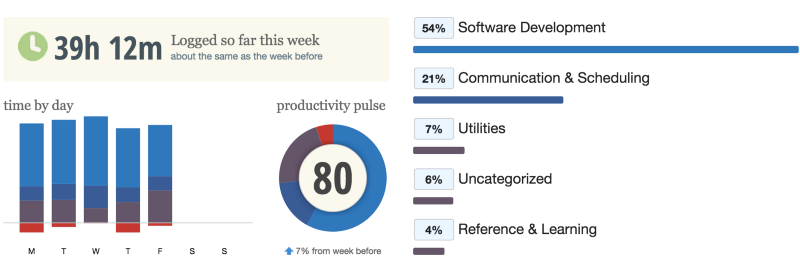 39h 12m
Logged so far this week
about the same as the week before
time by day
M T W T F S S
productivity pulse
80
7% from week before
54% Software Development
21% Communication & Scheduling
7% Utilities
6% Uncategorized
4% Reference & Learning